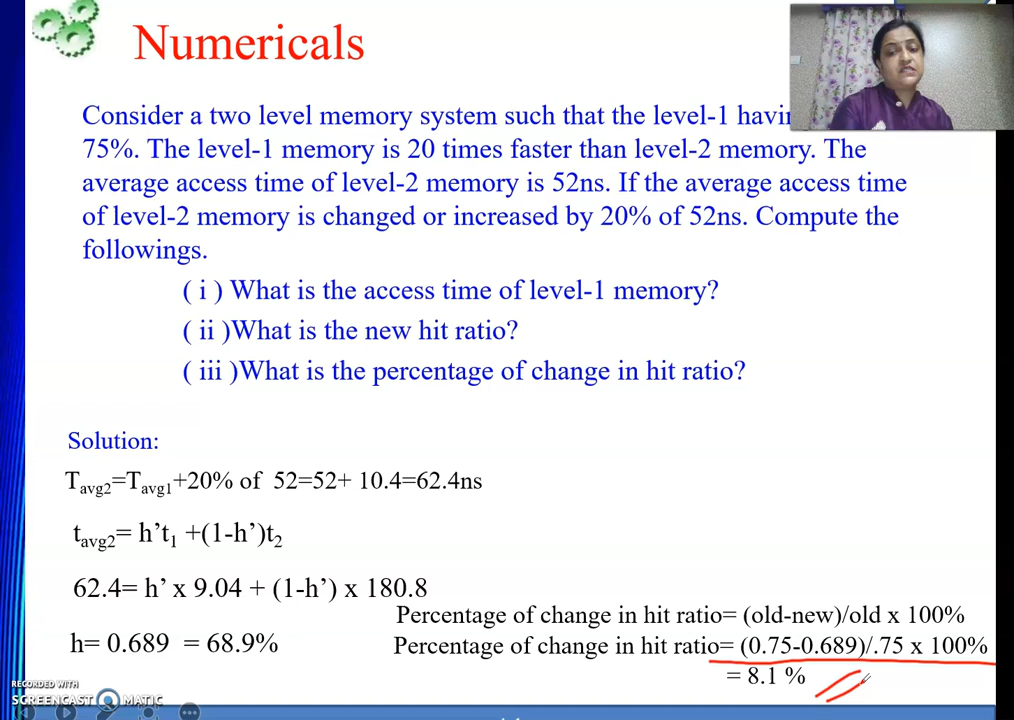 Numericals
Consider a two level memory system such that the level-1
75%. The level-1 memory is 20 times faster than level-2 memory. The
average access time of level-2 memory is 52ns. If the average access time
of level-2 memory is changed or increased by 20% of 52ns. Compute the
followings.
( i ) What is the access time of level-1 memory?
( ii )What is the new hit ratio?
( iii )What is the percentage of change in hit ratio?
Solution:
Tavg2=Tavg1+20% of 52=52+ 10.4=62.4ns
tavg2= h’t1 +(1-h’)t2
62.4= h’ x 9.04 + (1-h’) x 180.8
h= 0.689 = 68.9%
Percentage of change in hit ratio= (old-new)/old x 100%
Percentage of change in hit ratio= (0.75-0.689)/.75 x 100%
= 8.1 %
RECORDED WITH
SCREENCAST MATIC